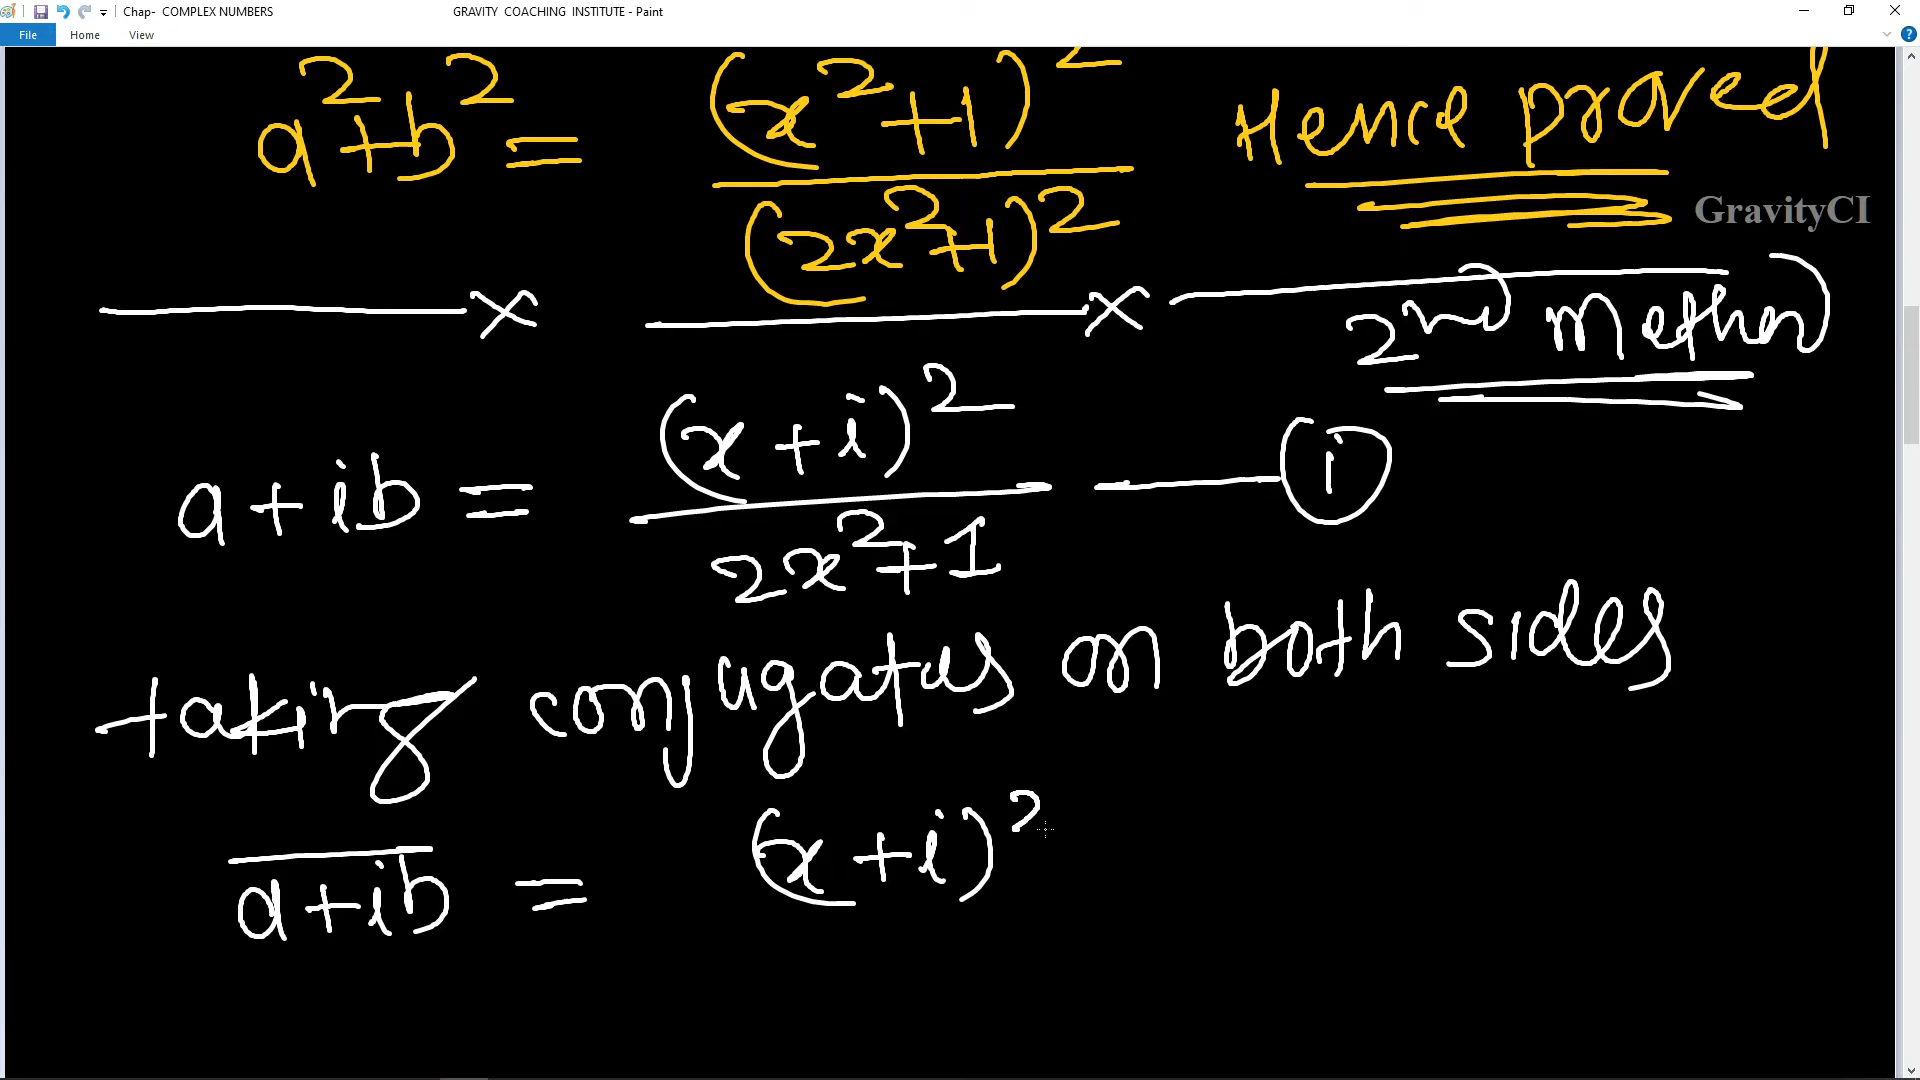 Chap- COMPLEX NUMBERS GRAVITY COACHING INSTITUTE - Paint
File Home View
a²+b² = (x²+1)² / (2x²+1)² Hence proved
GravityCI
2nd Method
a+ib = (x+i)² / 2x²+1 — (i)
taking conjugates on both sides
a+ib = (x+i)²